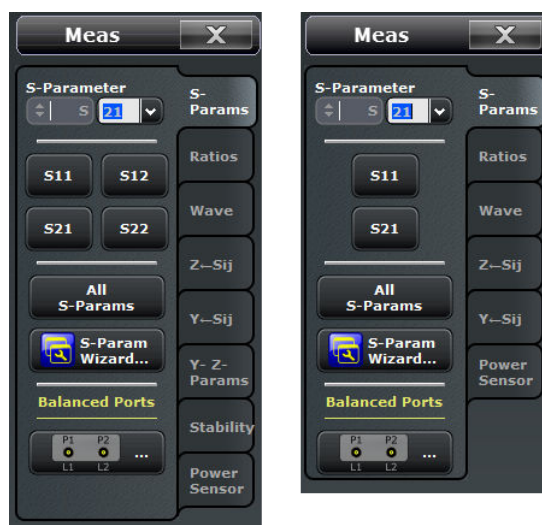 Meas
X
S-Parameter
S 21
S11
S12
S21
S22
All
S-Params
S-Param
Wizard...
Balanced Ports
P1 P2
L1 L2
...
S-
Params
Ratios
Wave
Z←Sij
Y←Sij
Y- Z-
Params
Stability
Power
Sensor
Meas
X
S-Parameter
S 21
S11
S21
All
S-Params
S-Param
Wizard...
Balanced Ports
P1 P2
L1 L2
...
S-
Params
Ratios
Wave
Z←Sij
Y←Sij
Power
Sensor